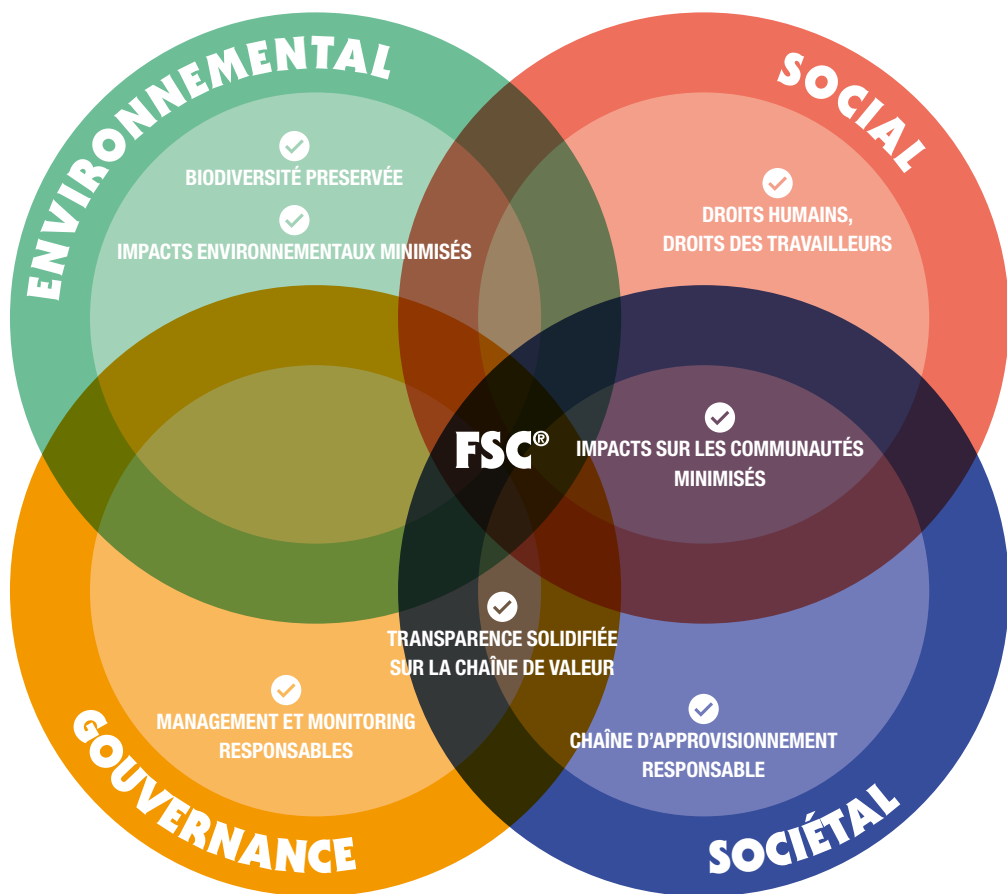 ENVIRONNEMENTAL
SOCIAL
BIODIVERSITÉ PRESERVÉE
IMPACTS ENVIRONNEMENTAUX MINIMISÉS
DROITS HUMAINS,
DROITS DES TRAVAILLEURS
FSC®
IMPACTS SUR LES COMMUNAUTÉS
MINIMISÉS
TRANSPARENCE SOLIDIFIÉE
SUR LA CHAÎNE DE VALEUR
MANAGEMENT ET MONITORING
RESPONSABLES
CHAÎNE D'APPROVISIONNEMENT
RESPONSABLE
GOUVERNANCE
SOCIÉTAL